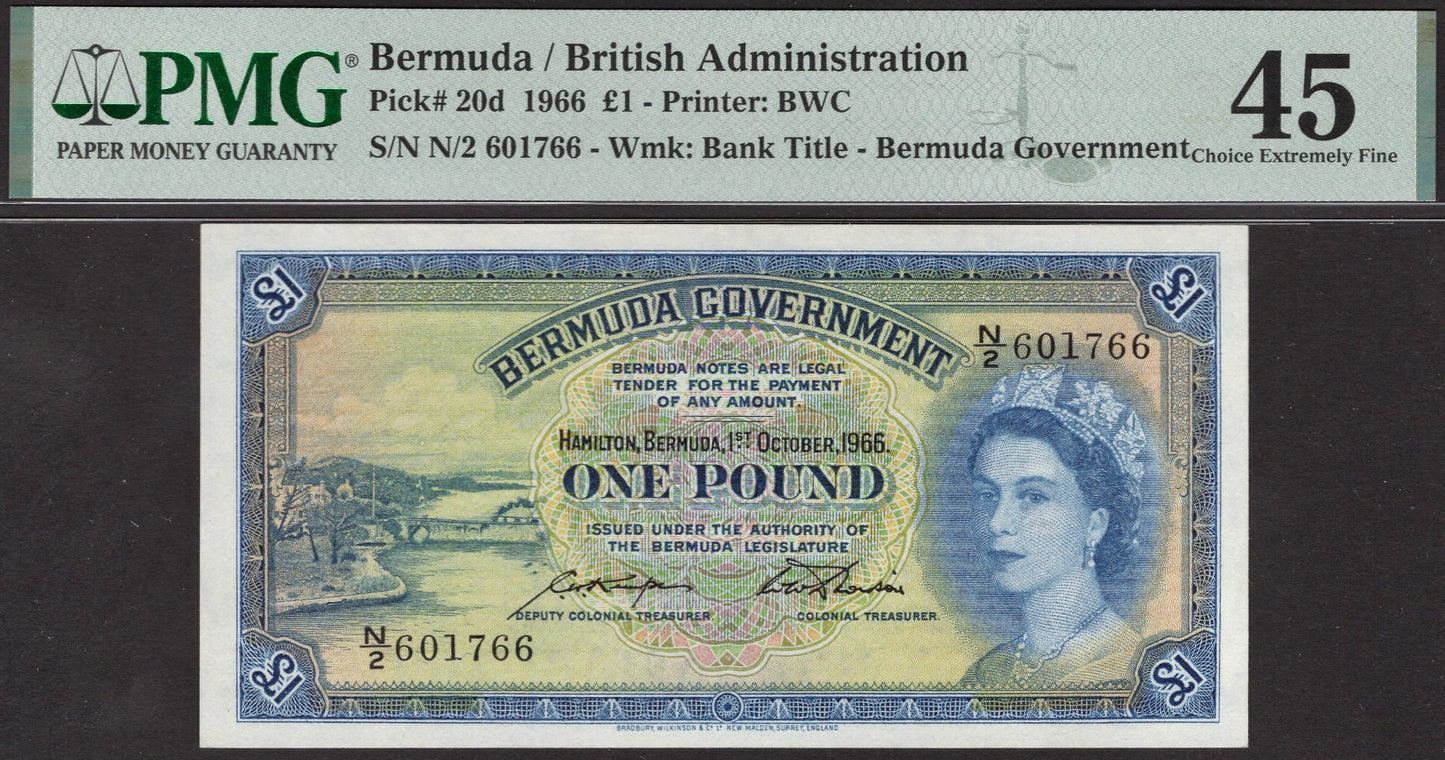 PMG®
PAPER MONEY GUARANTY
Bermuda / British Administration
Pick# 20d 1966 £1 - Printer: BWC
S/N N/2 601766 - Wmk: Bank Title - Bermuda Government
45
Choice Extremely Fine
£1
£1
BERMUDA GOVERNMENT
N/2 601766
BERMUDA NOTES ARE LEGAL
TENDER FOR THE PAYMENT
OF ANY AMOUNT.
HAMILTON, BERMUDA, 1ST OCTOBER, 1966.
ONE POUND
ISSUED UNDER THE AUTHORITY OF
THE BERMUDA LEGISLATURE
DEPUTY COLONIAL TREASURER.
COLONIAL TREASURER.
N/2 601766
£1
£1
BRADBURY, WILKINSON & Co. Ld. NEW MALDEN, SURREY, ENGLAND